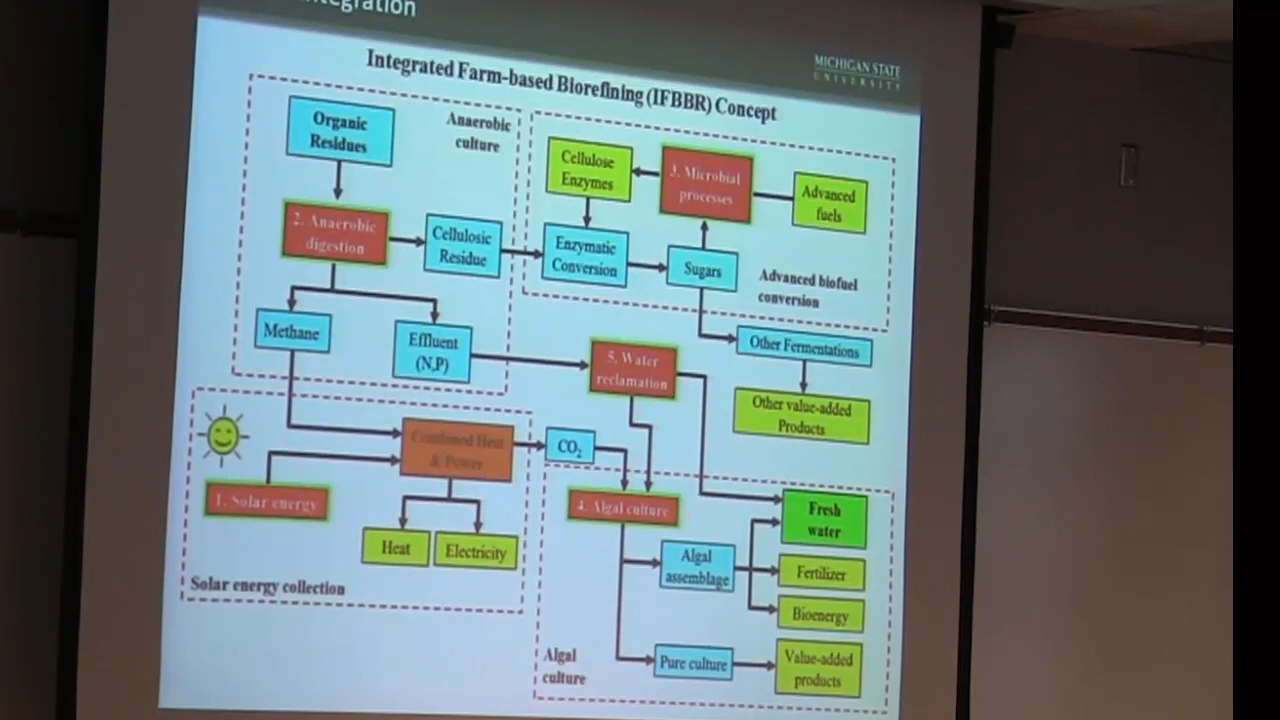 Integration
MICHIGAN STATE
UNIVERSITY
Integrated Farm-based Biorefining (IFBBR) Concept
Organic
Residues
Anaerobic
culture
2. Anaerobic
digestion
Cellulosic
Residue
Methane
Effluent
(N,P)
Cellulose
Enzymes
3. Microbial
processes
Advanced
fuels
Enzymatic
Conversion
Sugars
Advanced biofuel
conversion
Other Fermentations
Other value-added
Products
5. Water
reclamation
Combined Heat
& Power
CO₂
1. Solar energy
Heat
Electricity
Solar energy collection
4. Algal culture
Fresh
water
Algal
assemblage
Fertilizer
Bioenergy
Pure culture
Value-added
products
Algal
culture